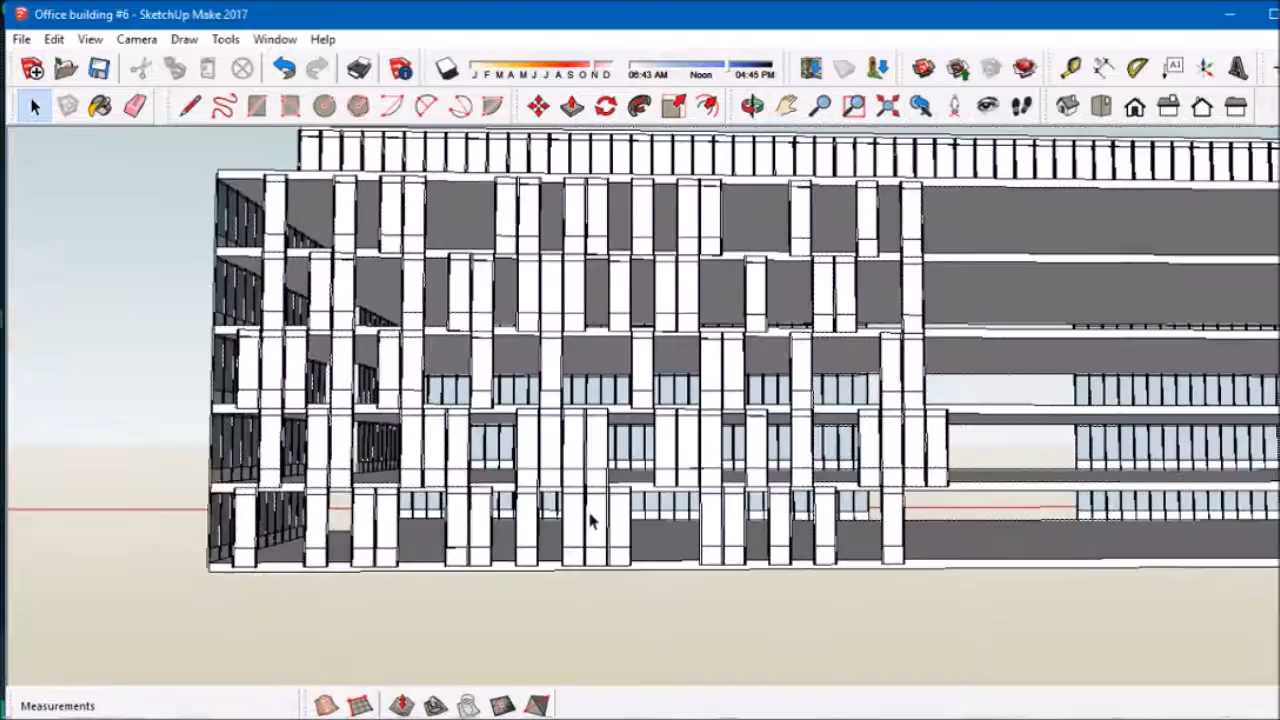 Office building #6 - SketchUp Make 2017
File Edit View Camera Draw Tools Window Help
J F M A M J J A S O N D 06:43 AM Noon 04:45 PM
A1
Measurements